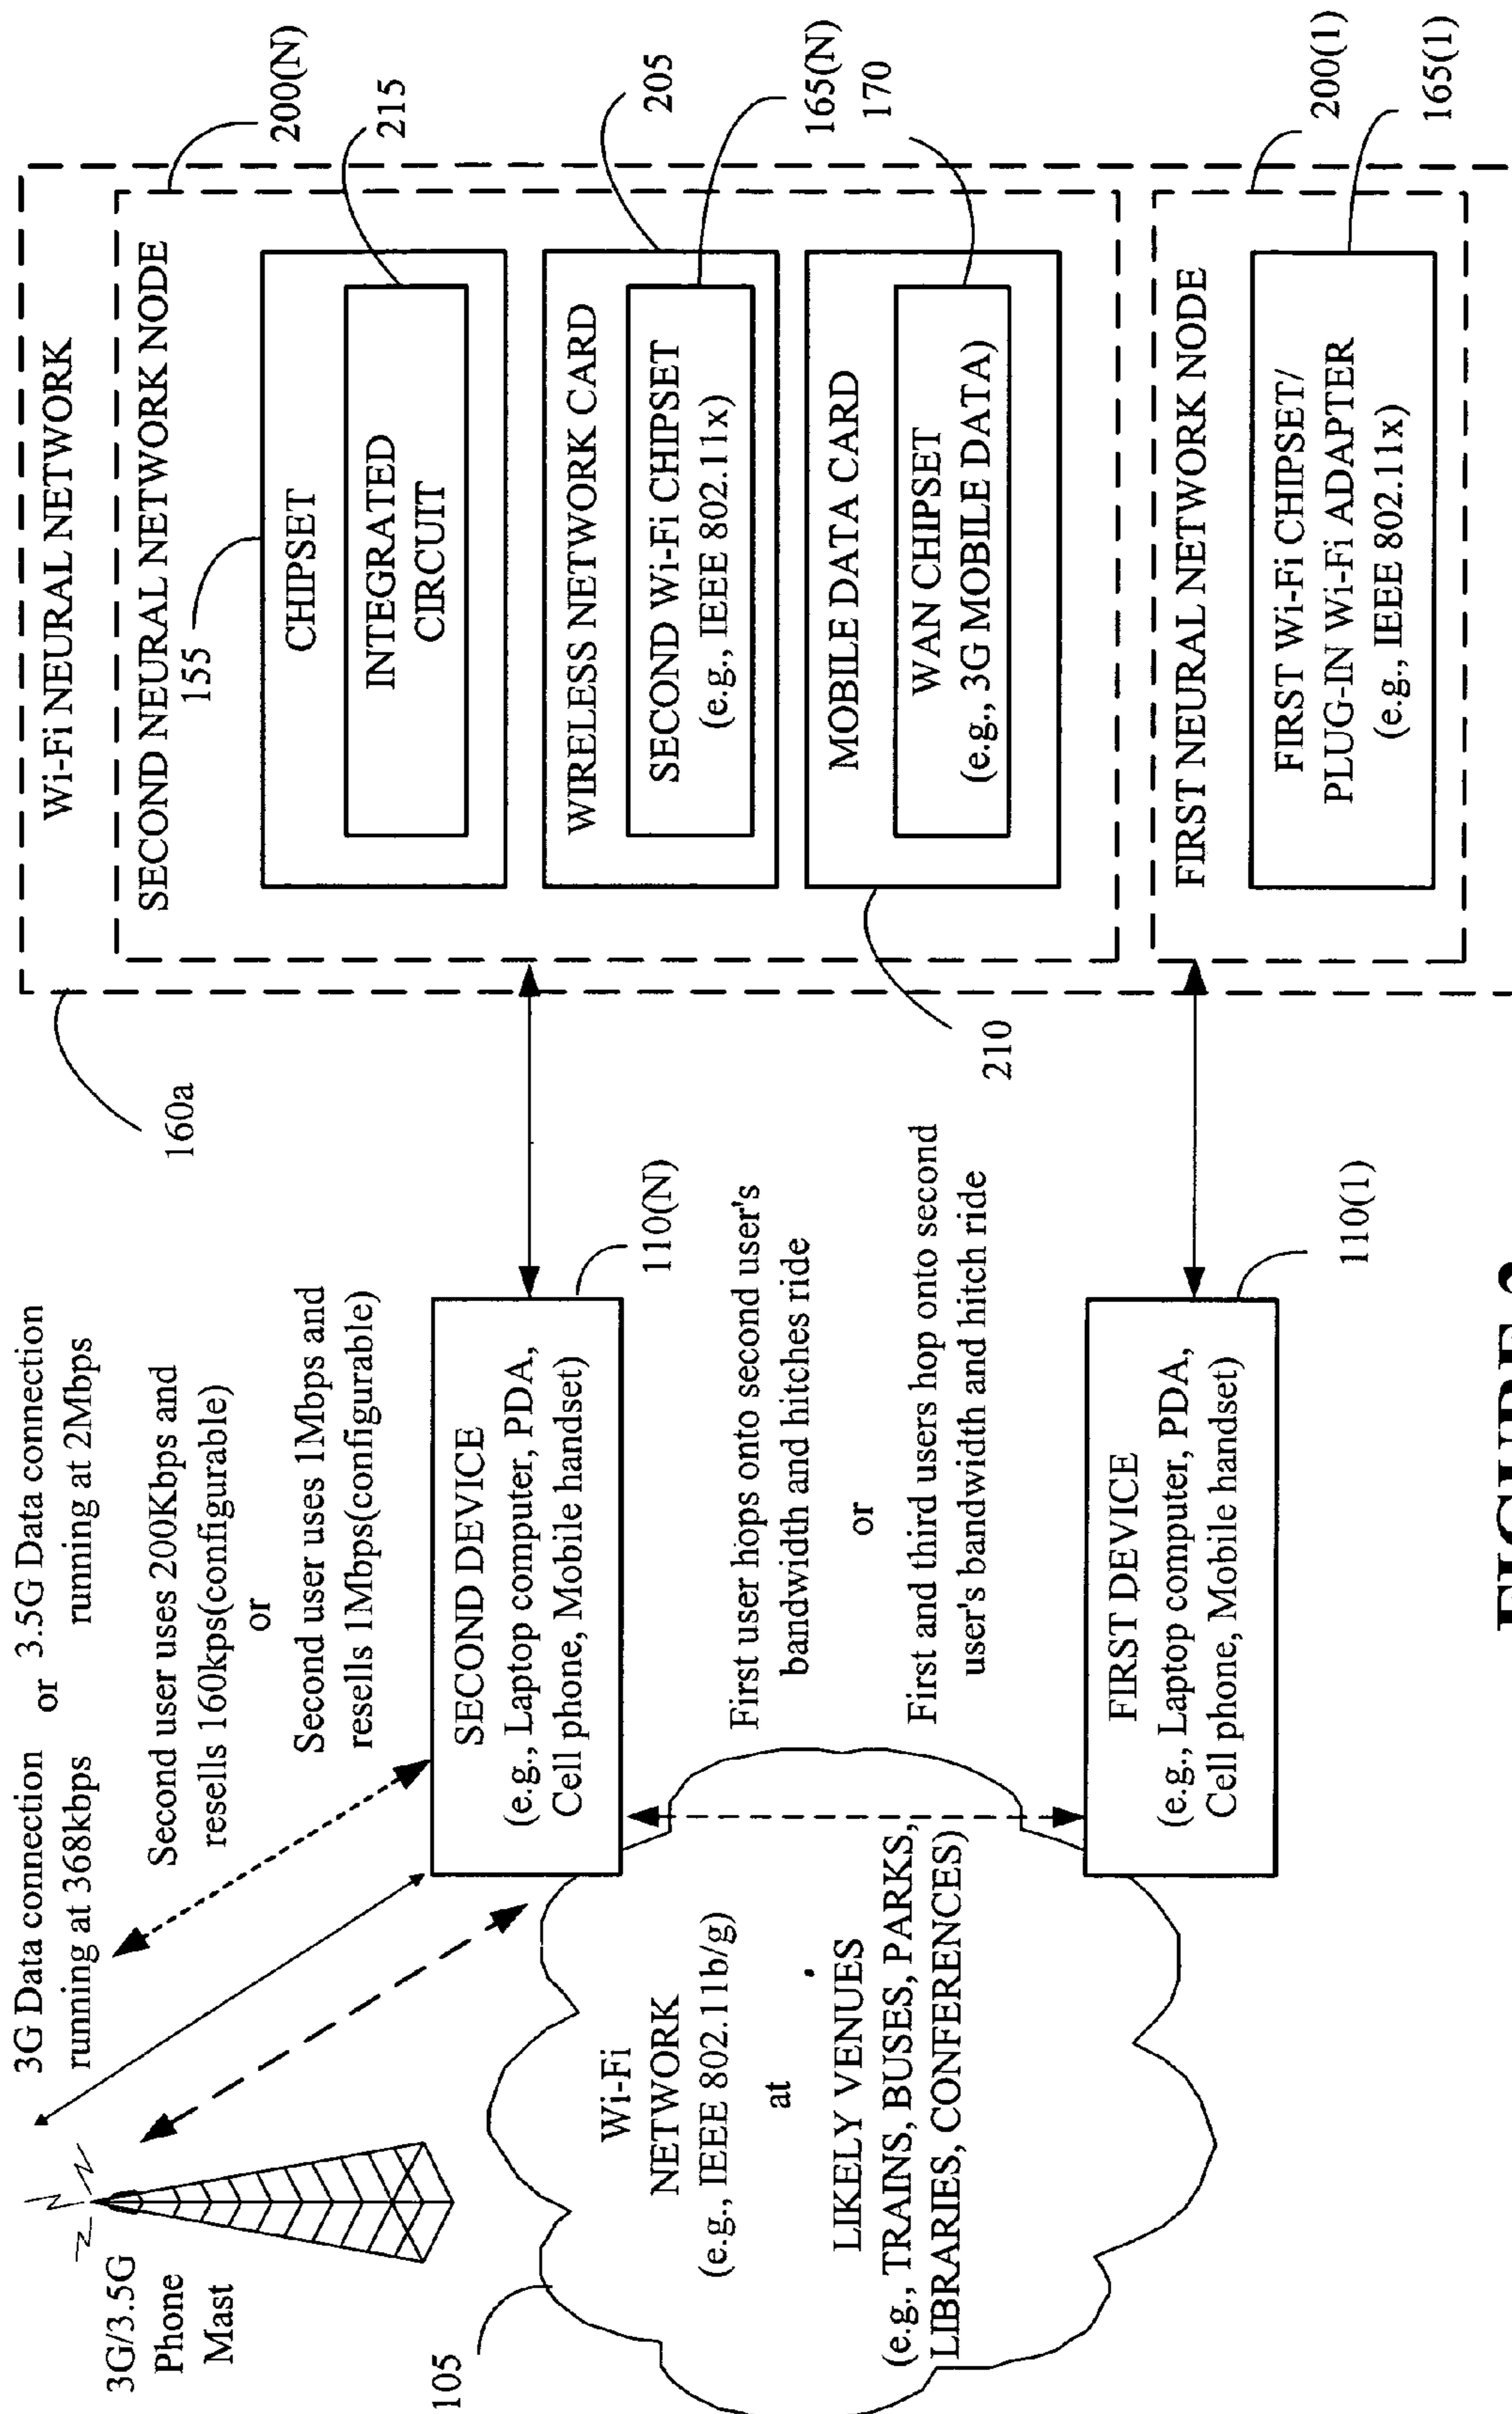 3G Data connection
running at 368kbps
or
3.5G Data connection
running at 2Mbps
3G/3.5G
Phone
Mast
Second user uses 200Kbps and
resells 160kps(configurable)
or
Second user uses 1Mbps and
resells 1Mbps(configurable)
160a
105
Wi-Fi
NETWORK
(e.g., IEEE 802.11b/g)
at
LIKELY VENUES
(e.g., TRAINS, BUSES, PARKS,
LIBRARIES, CONFERENCES)
SECOND DEVICE
(e.g., Laptop computer, PDA,
Cell phone, Mobile handset)
110(N)
First user hops onto second user's
bandwidth and hitches ride
or
First and third users hop onto second
user's bandwidth and hitch ride
FIRST DEVICE
(e.g., Laptop computer, PDA,
Cell phone, Mobile handset)
110(1)
Wi-Fi NEURAL NETWORK
SECOND NEURAL NETWORK NODE
200(N)
155
CHIPSET
INTEGRATED
CIRCUIT
215
WIRELESS NETWORK CARD
205
SECOND Wi-Fi CHIPSET
(e.g., IEEE 802.11x)
165(N)
MOBILE DATA CARD
170
WAN CHIPSET
(e.g., 3G MOBILE DATA)
210
FIRST NEURAL NETWORK NODE
200(1)
FIRST Wi-Fi CHIPSET/
PLUG-IN Wi-Fi ADAPTER
(e.g., IEEE 802.11x)
165(1)
FIGURE